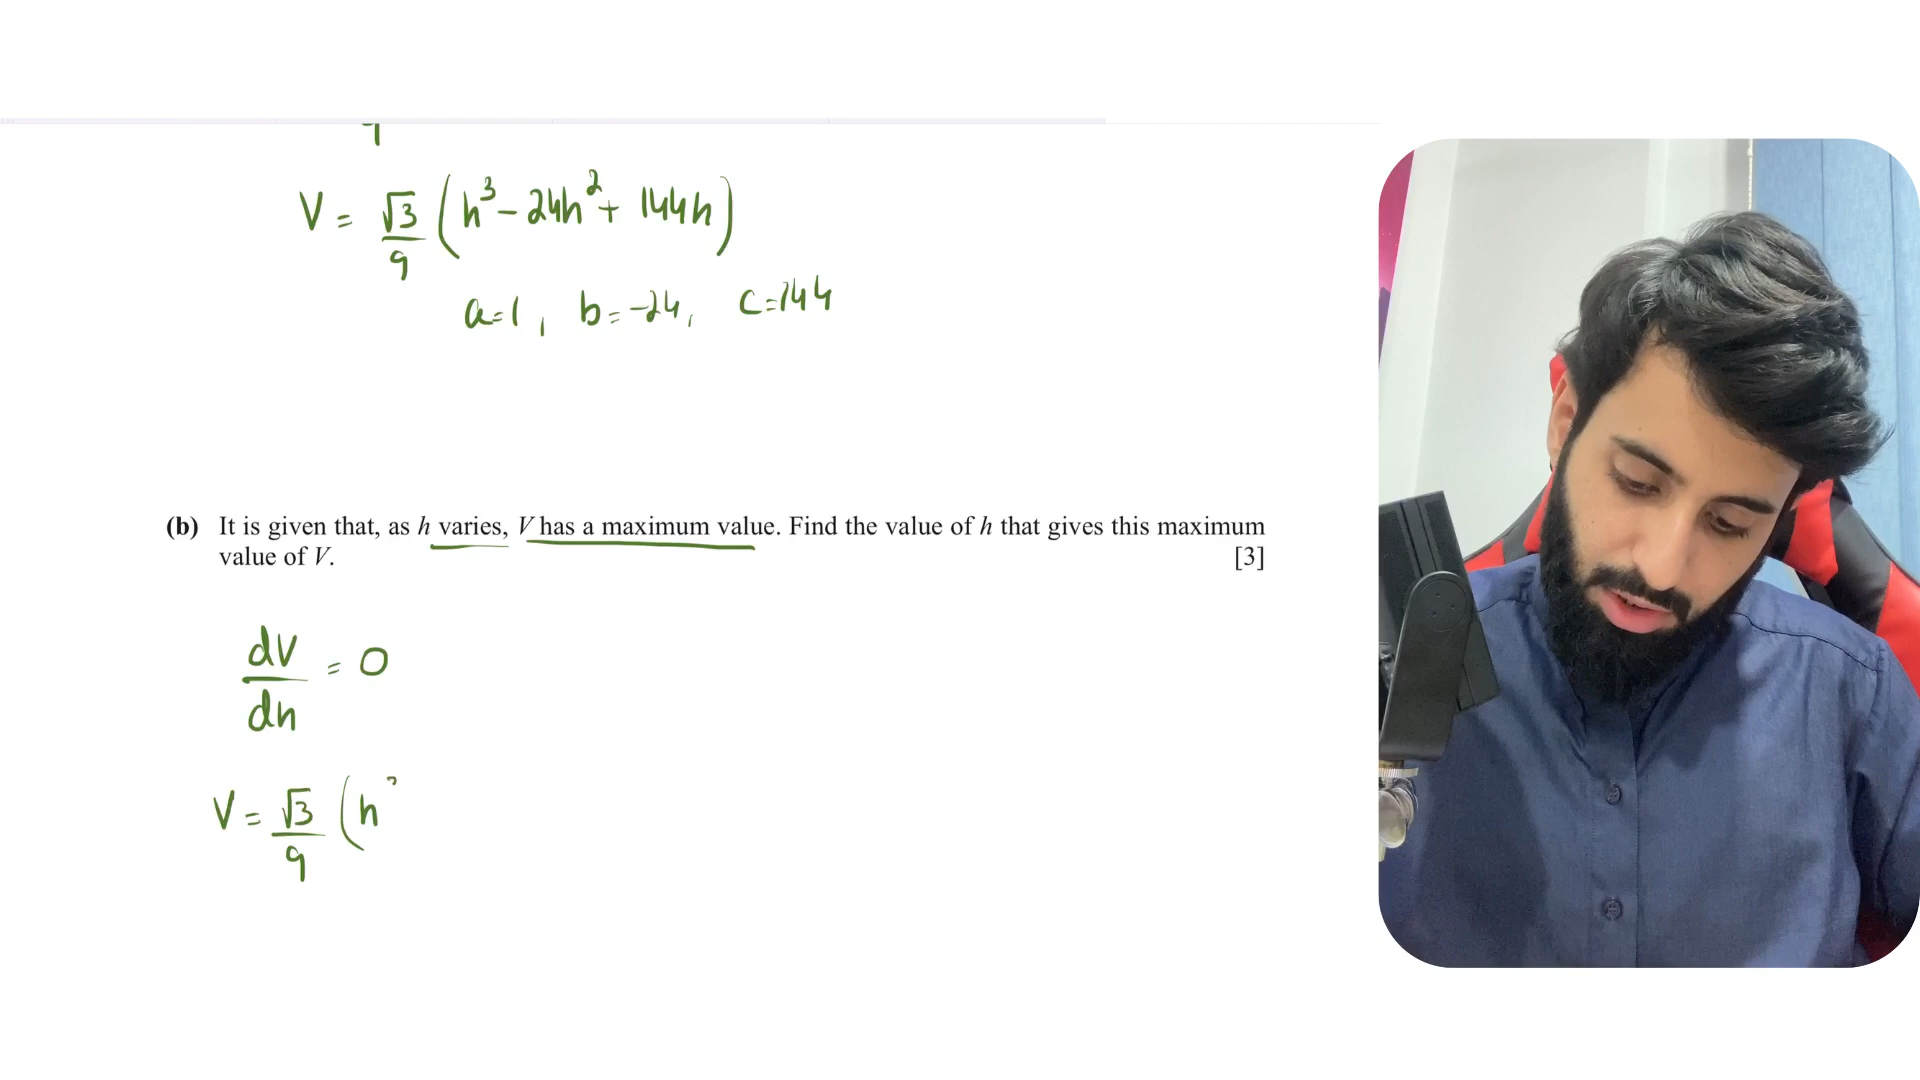 V = √3/9 (h³ - 24h² + 144h)
a=1, b=-24, c=144
(b) It is given that, as h varies, V has a maximum value. Find the value of h that gives this maximum
value of V. [3]
dV/dh = 0
V = √3/9 (h